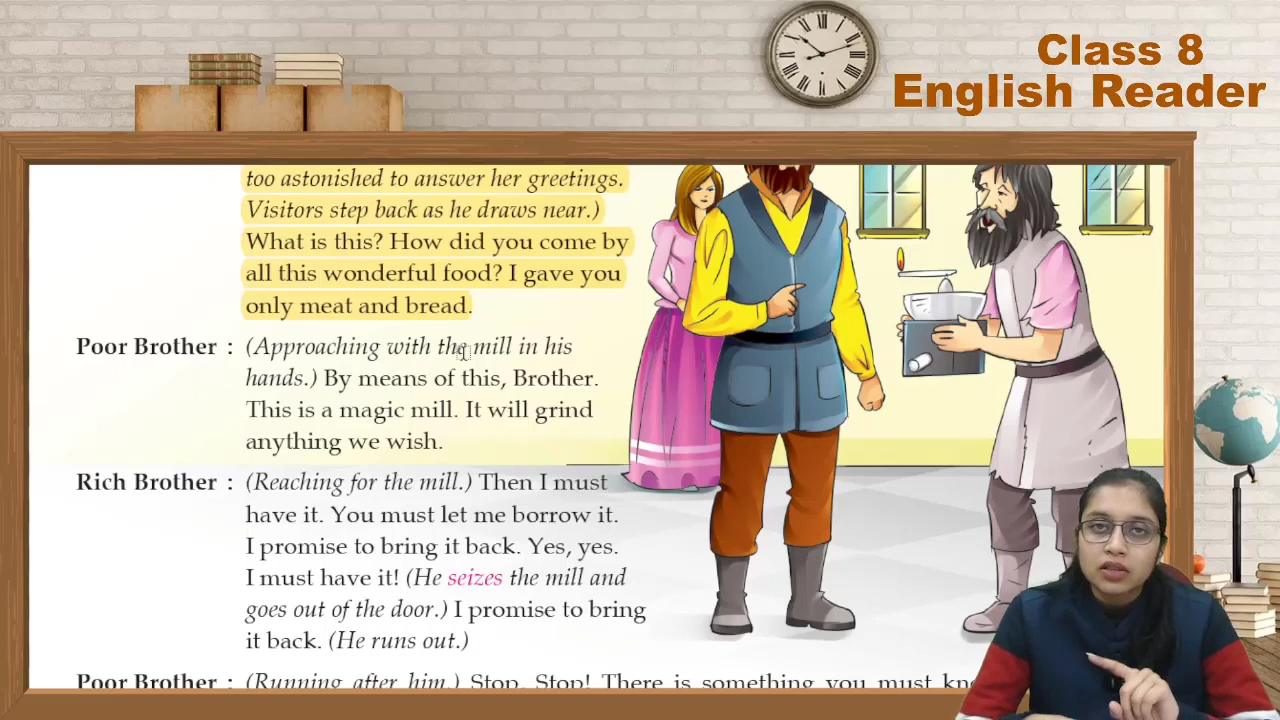 Class 8
English Reader
too astonished to answer her greetings.
Visitors step back as he draws near.)
What is this? How did you come by
all this wonderful food? I gave you
only meat and bread.
Poor Brother : (Approaching with the mill in his
hands.) By means of this, Brother.
This is a magic mill. It will grind
anything we wish.
Rich Brother : (Reaching for the mill.) Then I must
have it. You must let me borrow it.
I promise to bring it back. Yes, yes.
I must have it! (He seizes the mill and
goes out of the door.) I promise to bring
it back. (He runs out.)
Poor Brother : (Running after him.) Stop, Stop! There is something you must